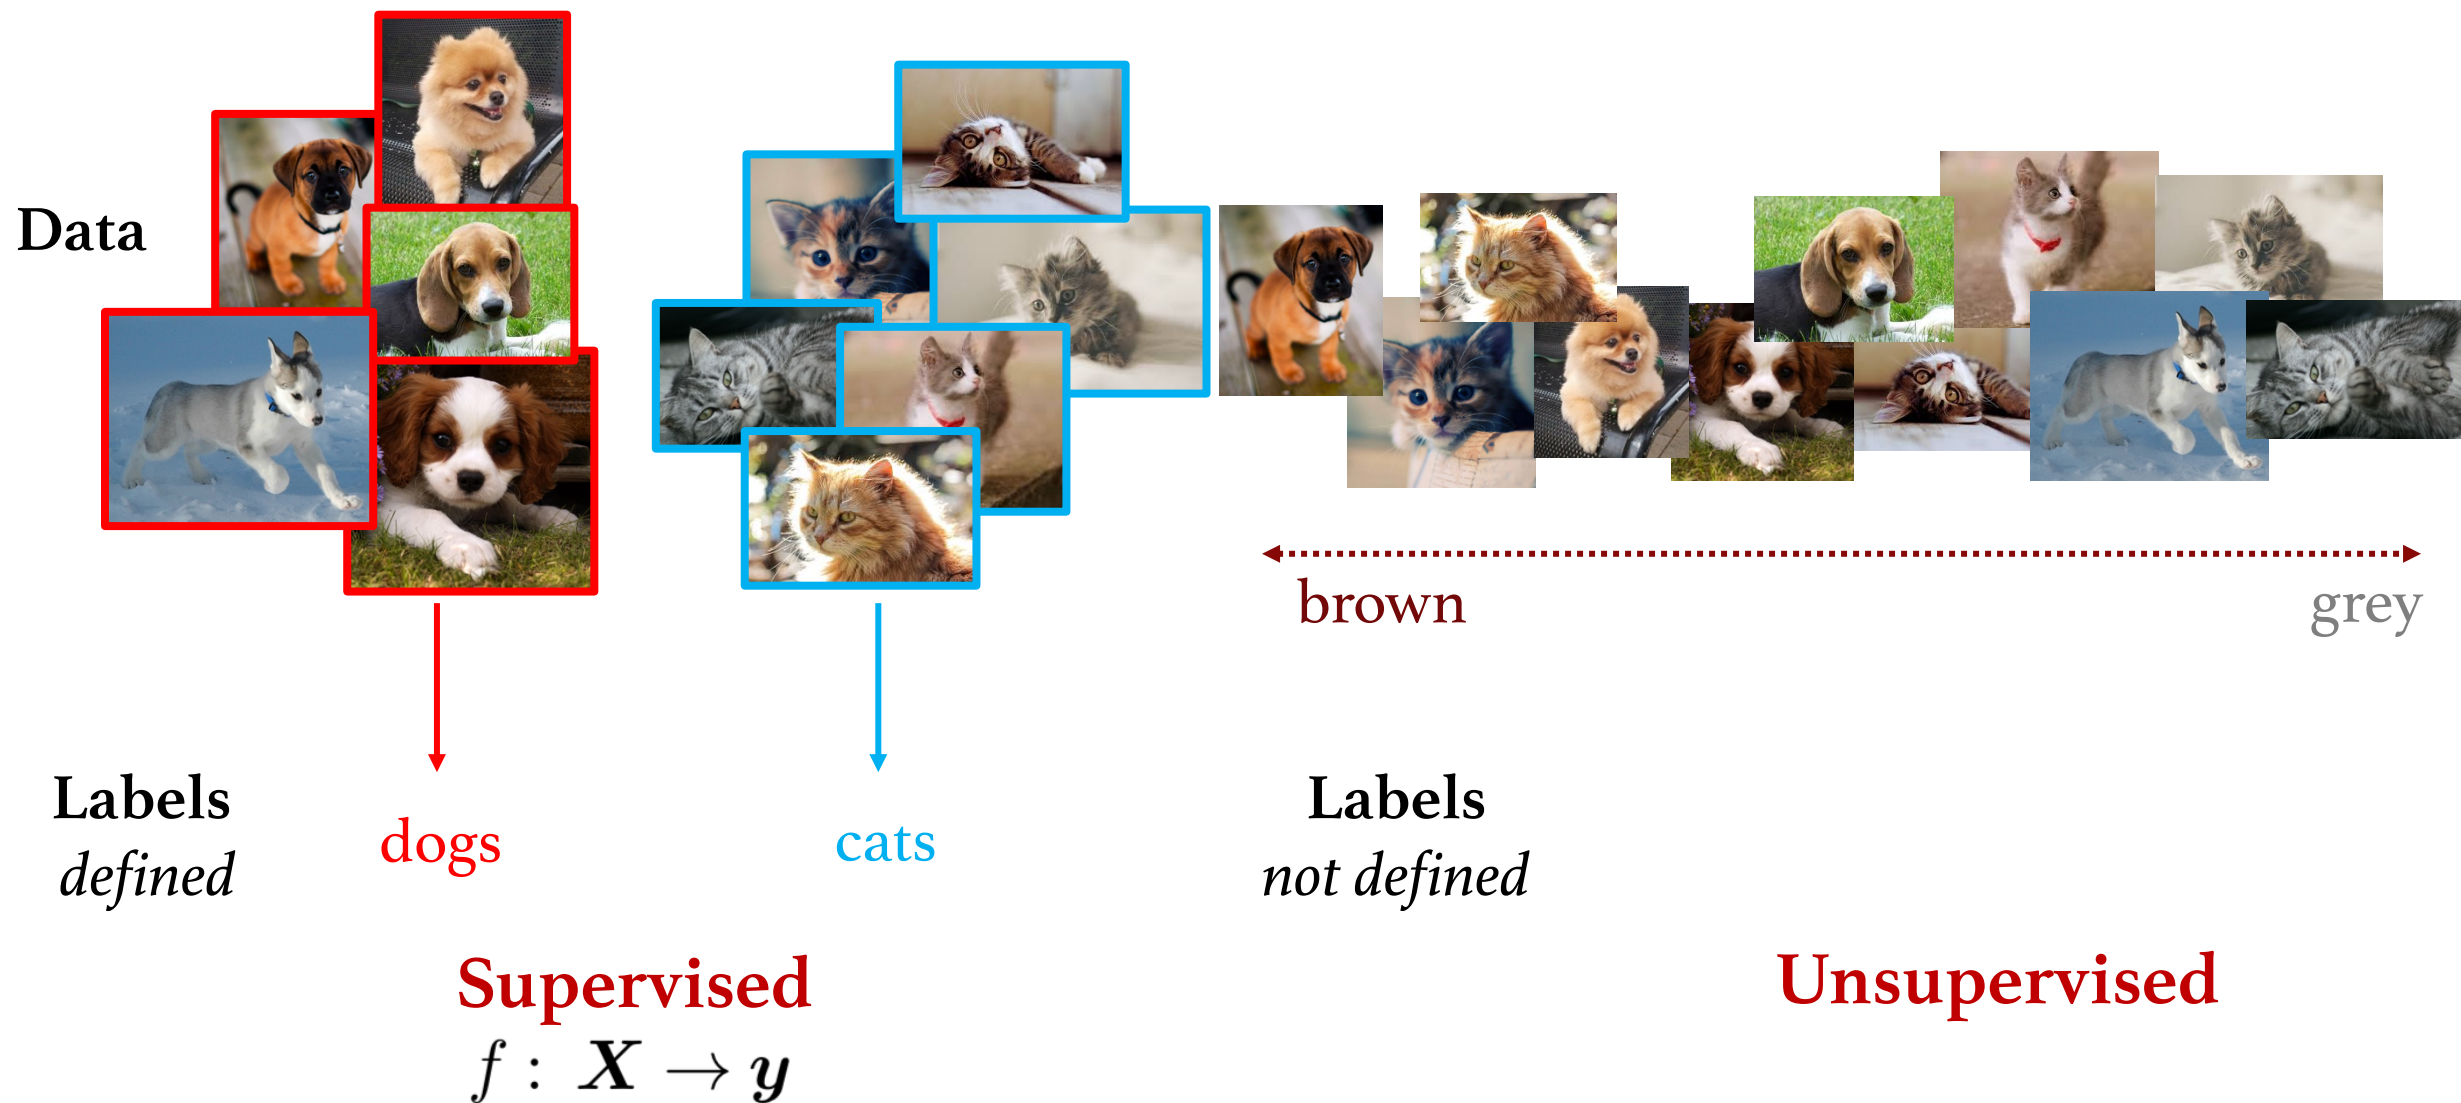 Data
brown
grey
Labels
defined
dogs
cats
Labels
not defined
Supervised
Unsupervised
f : X → y